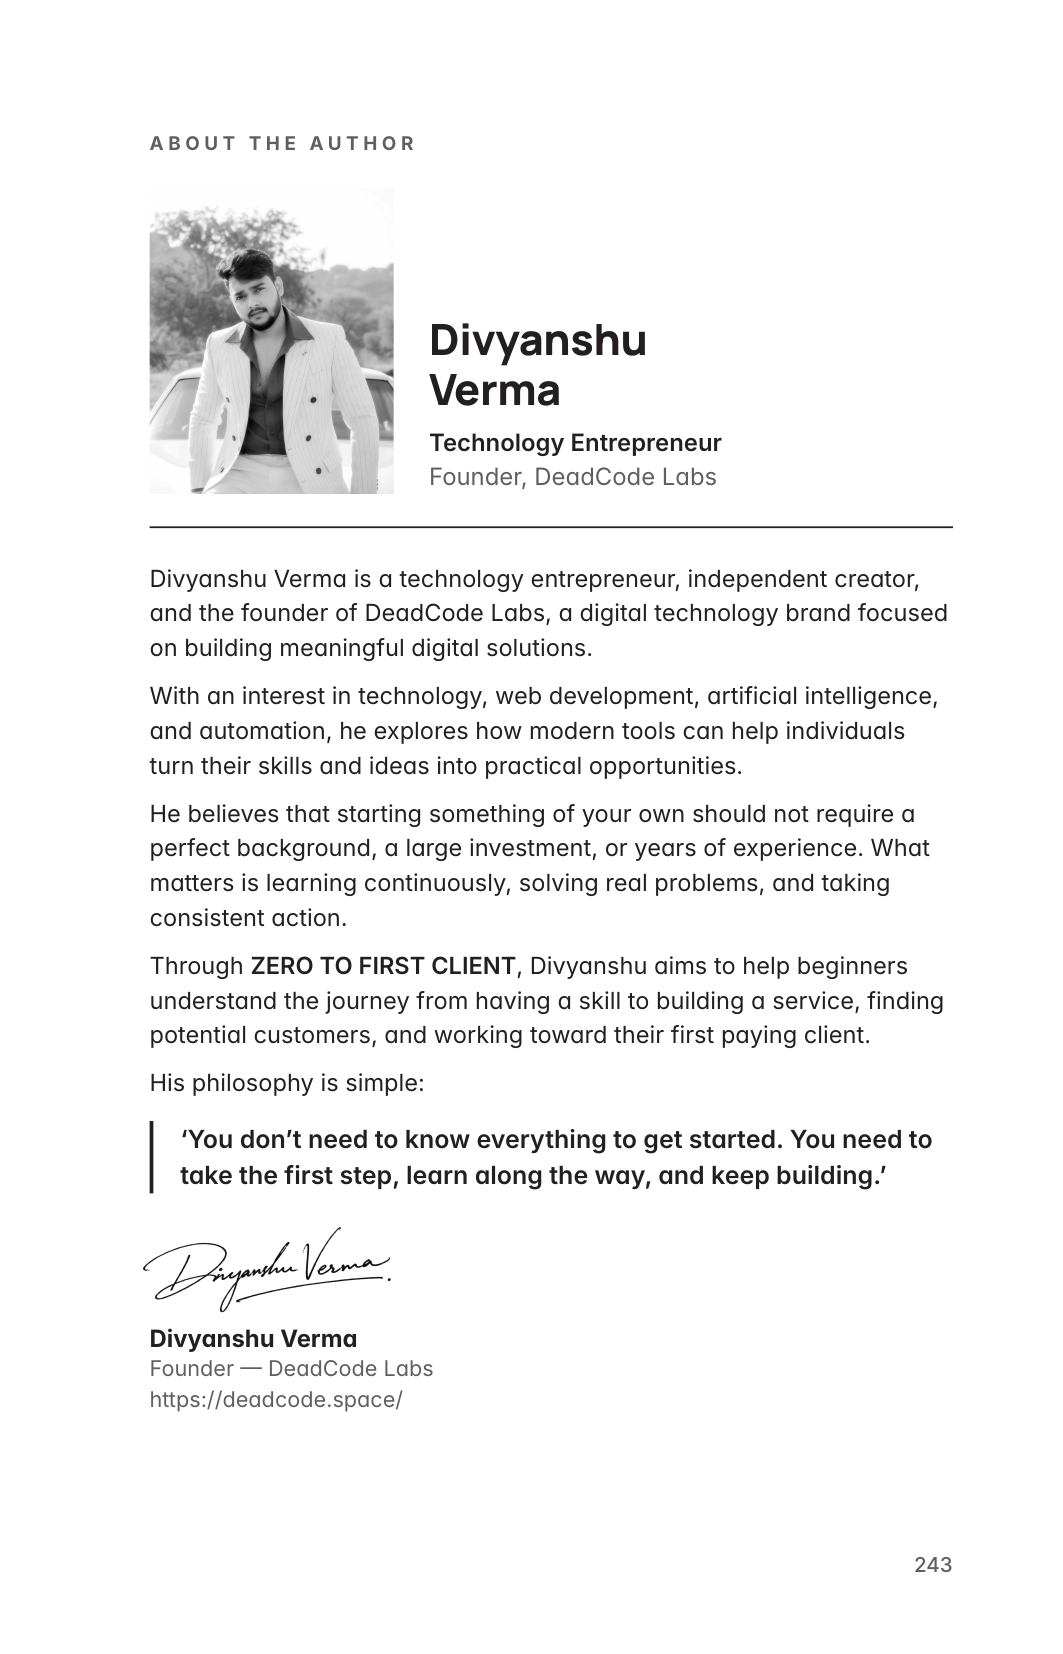 ABOUT THE AUTHOR
Divyanshu
Verma
Technology Entrepreneur
Founder, DeadCode Labs
Divyanshu Verma is a technology entrepreneur, independent creator,
and the founder of DeadCode Labs, a digital technology brand focused
on building meaningful digital solutions.
With an interest in technology, web development, artificial intelligence,
and automation, he explores how modern tools can help individuals
turn their skills and ideas into practical opportunities.
He believes that starting something of your own should not require a
perfect background, a large investment, or years of experience. What
matters is learning continuously, solving real problems, and taking
consistent action.
Through ZERO TO FIRST CLIENT, Divyanshu aims to help beginners
understand the journey from having a skill to building a service, finding
potential customers, and working toward their first paying client.
His philosophy is simple:
‘You don’t need to know everything to get started. You need to
take the first step, learn along the way, and keep building.’
Divyanshu Verma.
Divyanshu Verma
Founder — DeadCode Labs
https://deadcode.space/
243